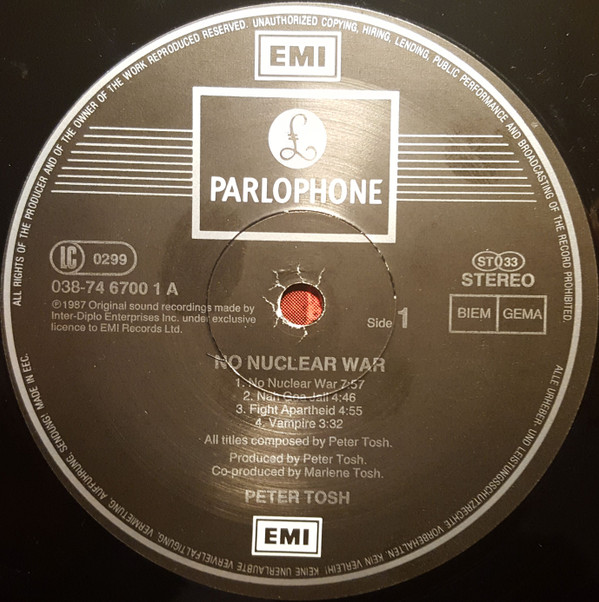 ALL RIGHTS OF THE PRODUCER AND OF THE OWNER OF THE WORK REPRODUCED RESERVED. UNAUTHORIZED COPYING, HIRING, LENDING, PUBLIC PERFORMANCE AND BROADCASTING OF THE RECORD PROHIBITED.
EMI
£
PARLOPHONE
LC 0299
038-74 6700 1 A
℗1987 Original sound recordings made by
Inter-Diplo Enterprises Inc. under exclusive
licence to EMI Records Ltd.
ST 33
STEREO
BIEM GEMA
Side 1
NO NUCLEAR WAR
1. No Nuclear War 7:57
2. Nah Goa Jail 4:46
3. Fight Apartheid 4:55
4. Vampire 3:32
All titles composed by Peter Tosh.
Produced by Peter Tosh.
Co-produced by Marlene Tosh.
PETER TOSH
EMI
ALLE URHEBER- UND LEISTUNGSSCHUTZRECHTE VORBEHALTEN. KEIN VERLEIH! KEINE UNERLAUBTE VERVIELFÄLTIGUNG, VERMIETUNG, AUFFÜHRUNG, SENDUNG! MADE IN EEC.